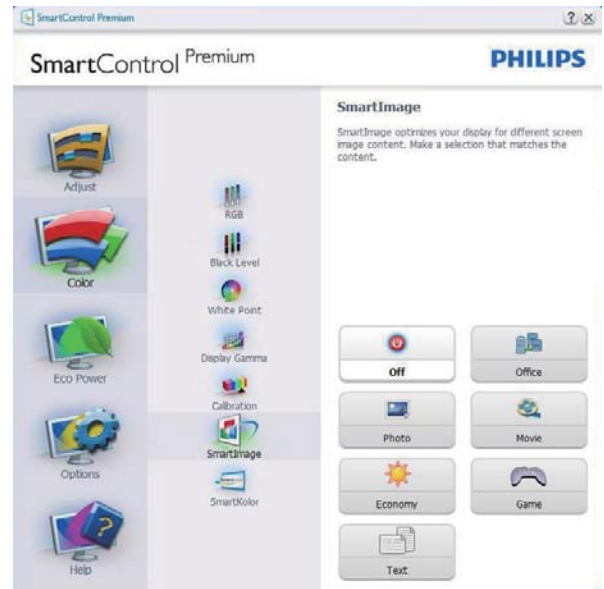 SmartControl Premium
? ×
SmartControl Premium
PHILIPS
Adjust
Color
Eco Power
Options
Help
RGB
Black Level
White Point
Display Gamma
Calibration
SmartImage
SmartKolor
SmartImage
SmartImage optimizes your display for different screen
image content. Make a selection that matches the
content.
Off
Office
Photo
Movie
Economy
Game
Text